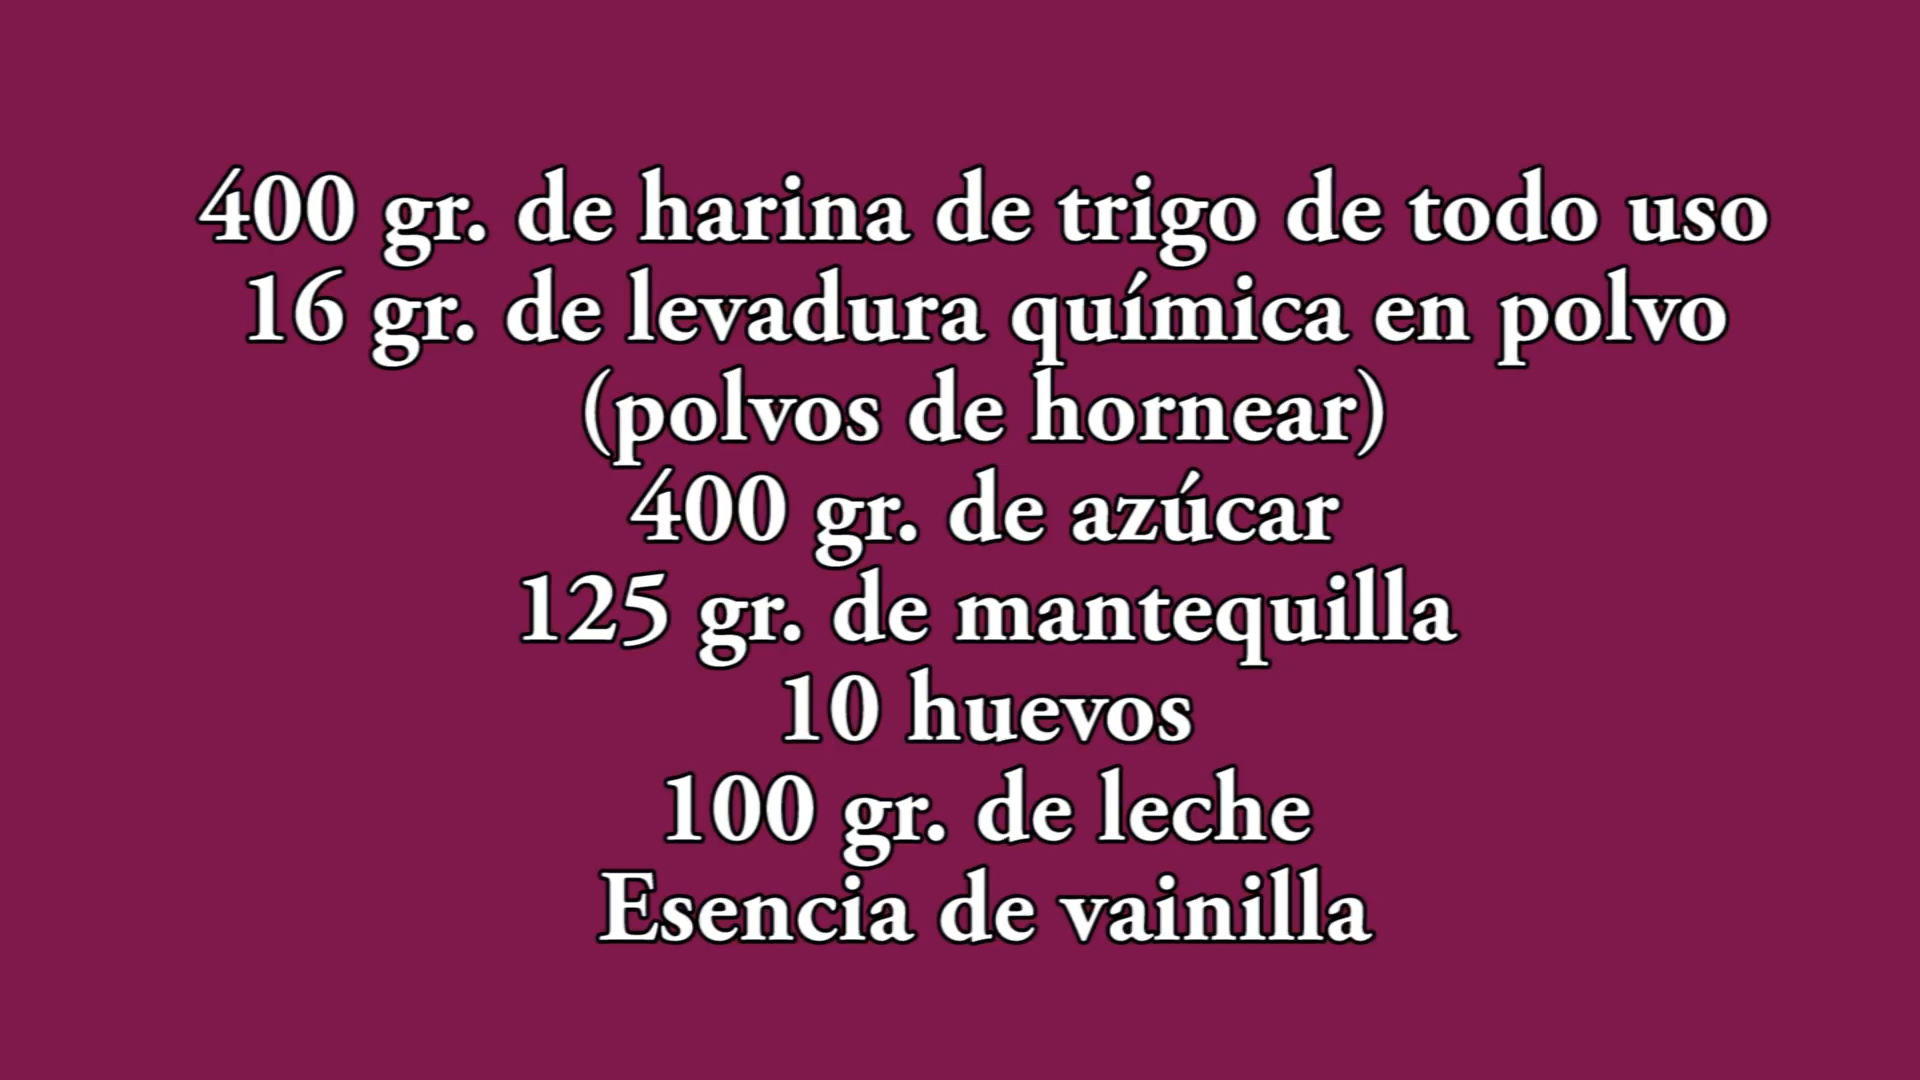 400 gr. de harina de trigo de todo uso
16 gr. de levadura química en polvo
(polvos de hornear)
400 gr. de azúcar
125 gr. de mantequilla
10 huevos
100 gr. de leche
Esencia de vainilla